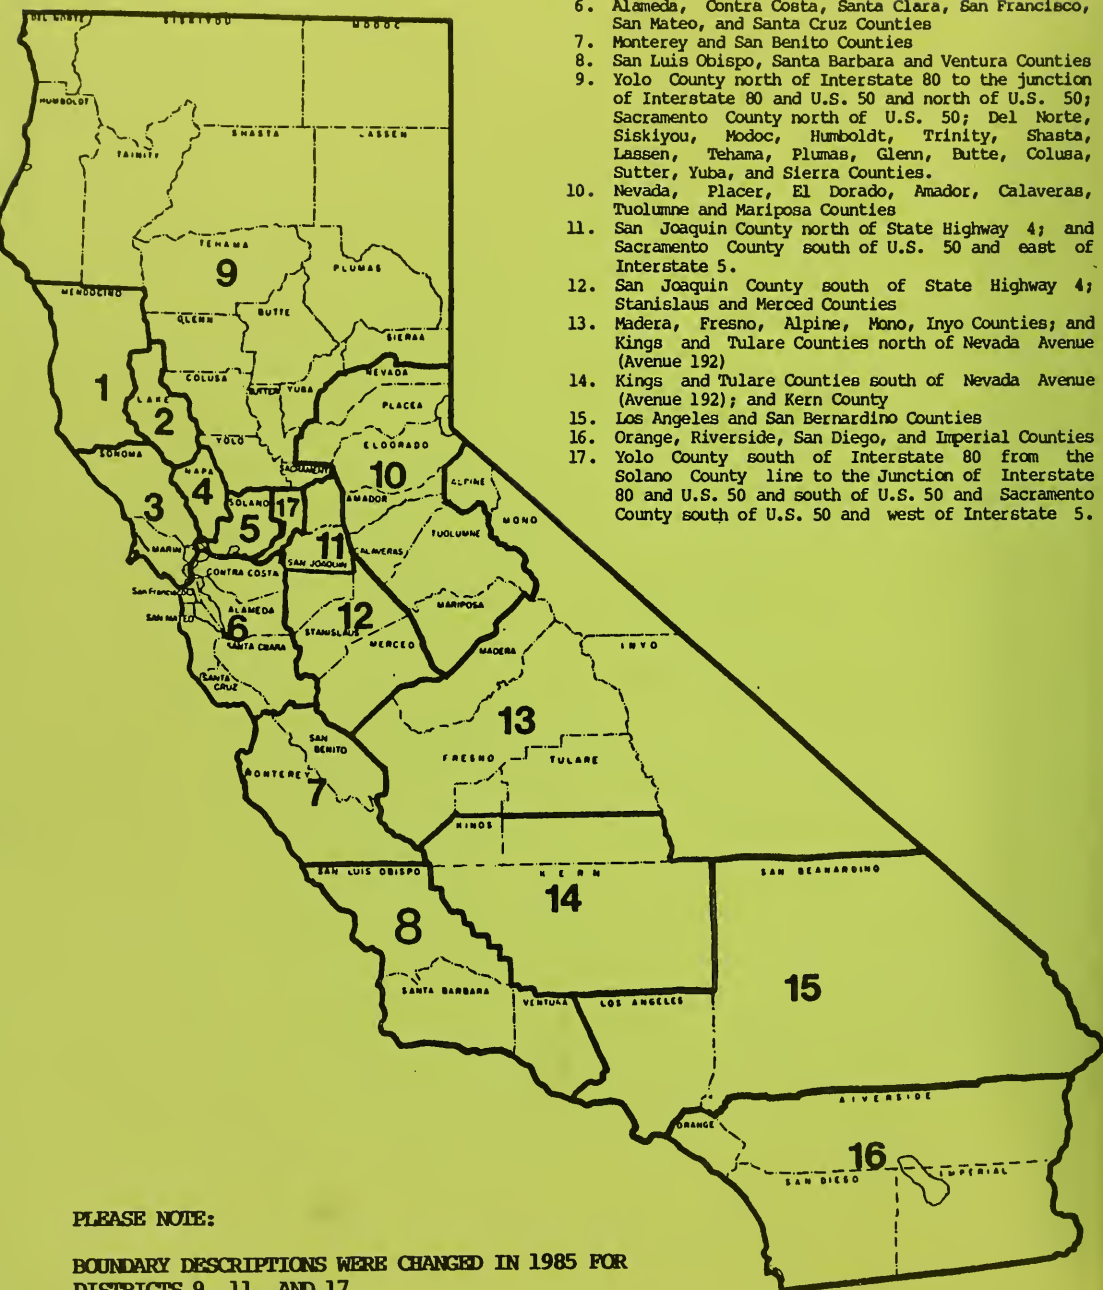 6. Alameda, Contra Costa, Santa Clara, San Francisco,
San Mateo, and Santa Cruz Counties
7. Monterey and San Benito Counties
8. San Luis Obispo, Santa Barbara and Ventura Counties
9. Yolo County north of Interstate 80 to the junction
of Interstate 80 and U.S. 50 and north of U.S. 50;
Sacramento County north of U.S. 50; Del Norte,
Siskiyou, Modoc, Humboldt, Trinity, Shasta,
Lassen, Tehama, Plumas, Glenn, Butte, Colusa,
Sutter, Yuba, and Sierra Counties.
10. Nevada, Placer, El Dorado, Amador, Calaveras,
Tuolumne and Mariposa Counties
11. San Joaquin County north of State Highway 4; and
Sacramento County south of U.S. 50 and east of
Interstate 5.
12. San Joaquin County south of State Highway 4;
Stanislaus and Merced Counties
13. Madera, Fresno, Alpine, Mono, Inyo Counties; and
Kings and Tulare Counties north of Nevada Avenue
(Avenue 192)
14. Kings and Tulare Counties south of Nevada Avenue
(Avenue 192); and Kern County
15. Los Angeles and San Bernardino Counties
16. Orange, Riverside, San Diego, and Imperial Counties
17. Yolo County south of Interstate 80 from the
Solano County line to the Junction of Interstate
80 and U.S. 50 and south of U.S. 50 and Sacramento
County south of U.S. 50 and west of Interstate 5.
DEL NORTE
SISKIYOU
MODOC
HUMBOLDT
TRINITY
SHASTA
LASSEN
TEHAMA
9
PLUMAS
MENDOCINO
GLENN
BUTTE
SIERRA
NEVADA
COLUSA
SUTTER
YUBA
PLACER
1
LAKE
2
YOLO
ELDORADO
SONOMA
NAPA
SACRAMENT
10
ALPINE
4
SOLANO
17
AMADOR
3
5
MONO
TUOLUMNE
MARIN
11
CALAVERAS
SAN JOAQUIN
CONTRA COSTA
San Francisco
ALAMEDA
MARIPOSA
SAN MATEO
6
12
STANISLAUS
SANTA CLARA
MERCED
MADERA
INYO
SANTA
CRUZ
13
SAN
BENITO
FRESNO
TULARE
MONTEREY
7
KINGS
SAN LUIS OBISPO
KERN
SAN BERNARDINO
14
8
SANTA BARBARA
15
VENTURA
LOS ANGELES
RIVERSIDE
ORANGE
16
SAN DIEGO
IMPERIAL
PLEASE NOTE:
BOUNDARY DESCRIPTIONS WERE CHANGED IN 1985 FOR
DISTRICTS 9, 11, AND 17